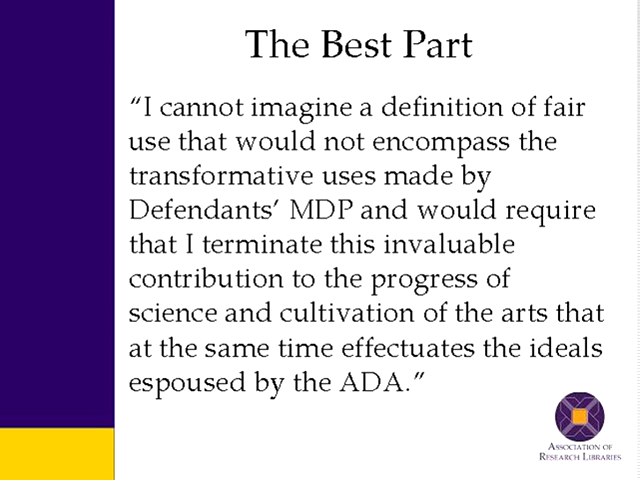 The Best Part
“I cannot imagine a definition of fair
use that would not encompass the
transformative uses made by
Defendants’ MDP and would require
that I terminate this invaluable
contribution to the progress of
science and cultivation of the arts that
at the same time effectuates the ideals
espoused by the ADA.”
ASSOCIATION OF
RESEARCH LIBRARIES